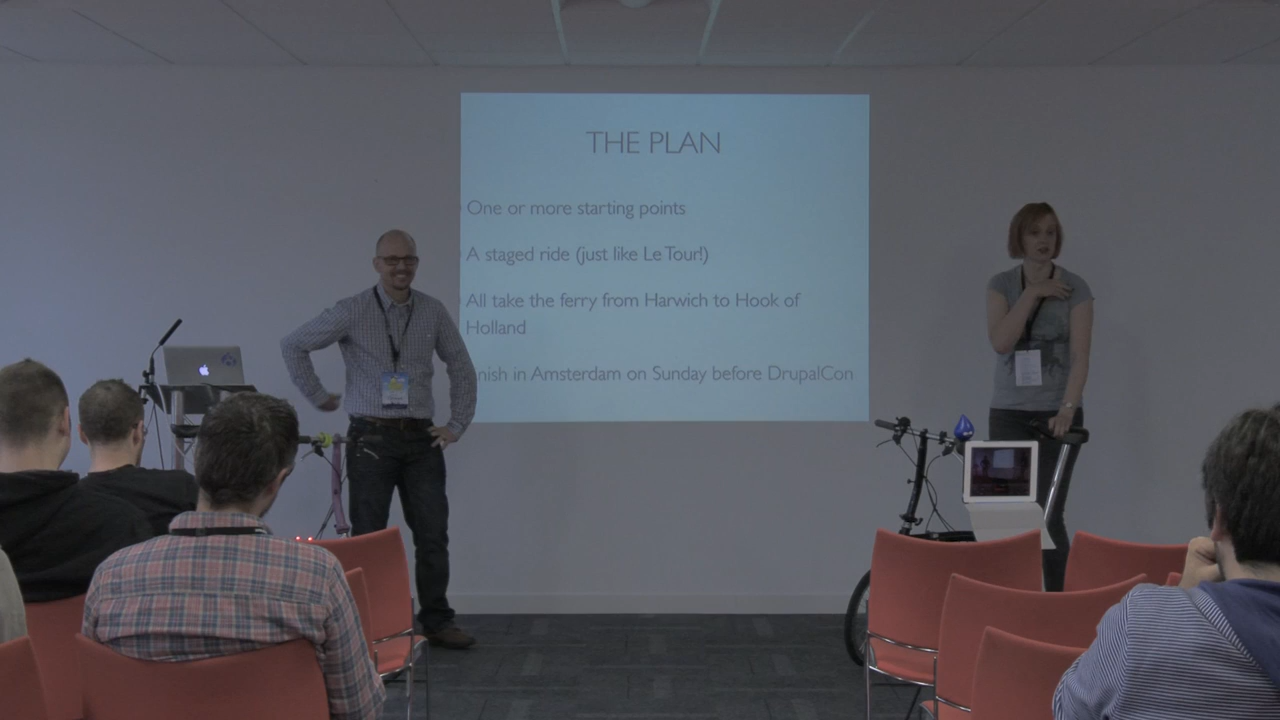 THE PLAN
One or more starting points
A staged ride (just like Le Tour!)
All take the ferry from Harwich to Hook of
Holland
nish in Amsterdam on Sunday before DrupalCon